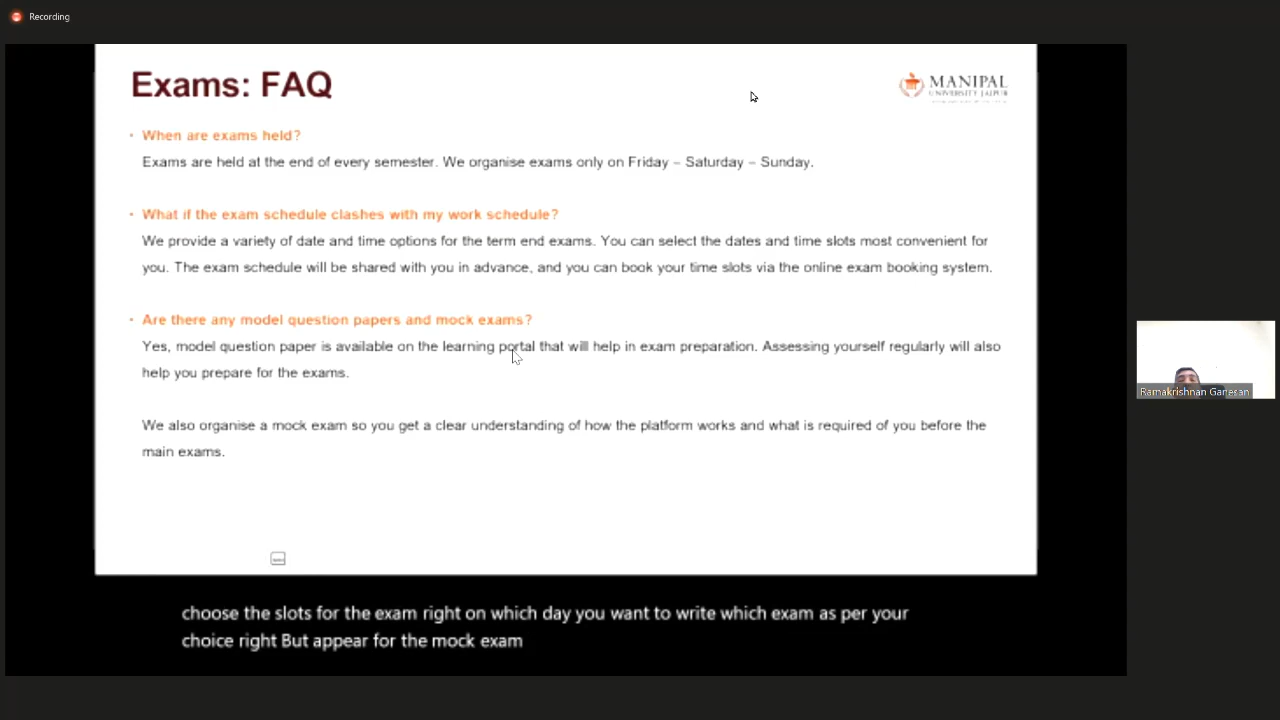 Recording
Exams: FAQ
MANIPAL
UNIVERSITY JAIPUR
• When are exams held?
Exams are held at the end of every semester. We organise exams only on Friday – Saturday – Sunday.
• What if the exam schedule clashes with my work schedule?
We provide a variety of date and time options for the term end exams. You can select the dates and time slots most convenient for
you. The exam schedule will be shared with you in advance, and you can book your time slots via the online exam booking system.
• Are there any model question papers and mock exams?
Yes, model question paper is available on the learning portal that will help in exam preparation. Assessing yourself regularly will also
help you prepare for the exams.
We also organise a mock exam so you get a clear understanding of how the platform works and what is required of you before the
main exams.
Ramakrishnan Ganesan
choose the slots for the exam right on which day you want to write which exam as per your
choice right But appear for the mock exam